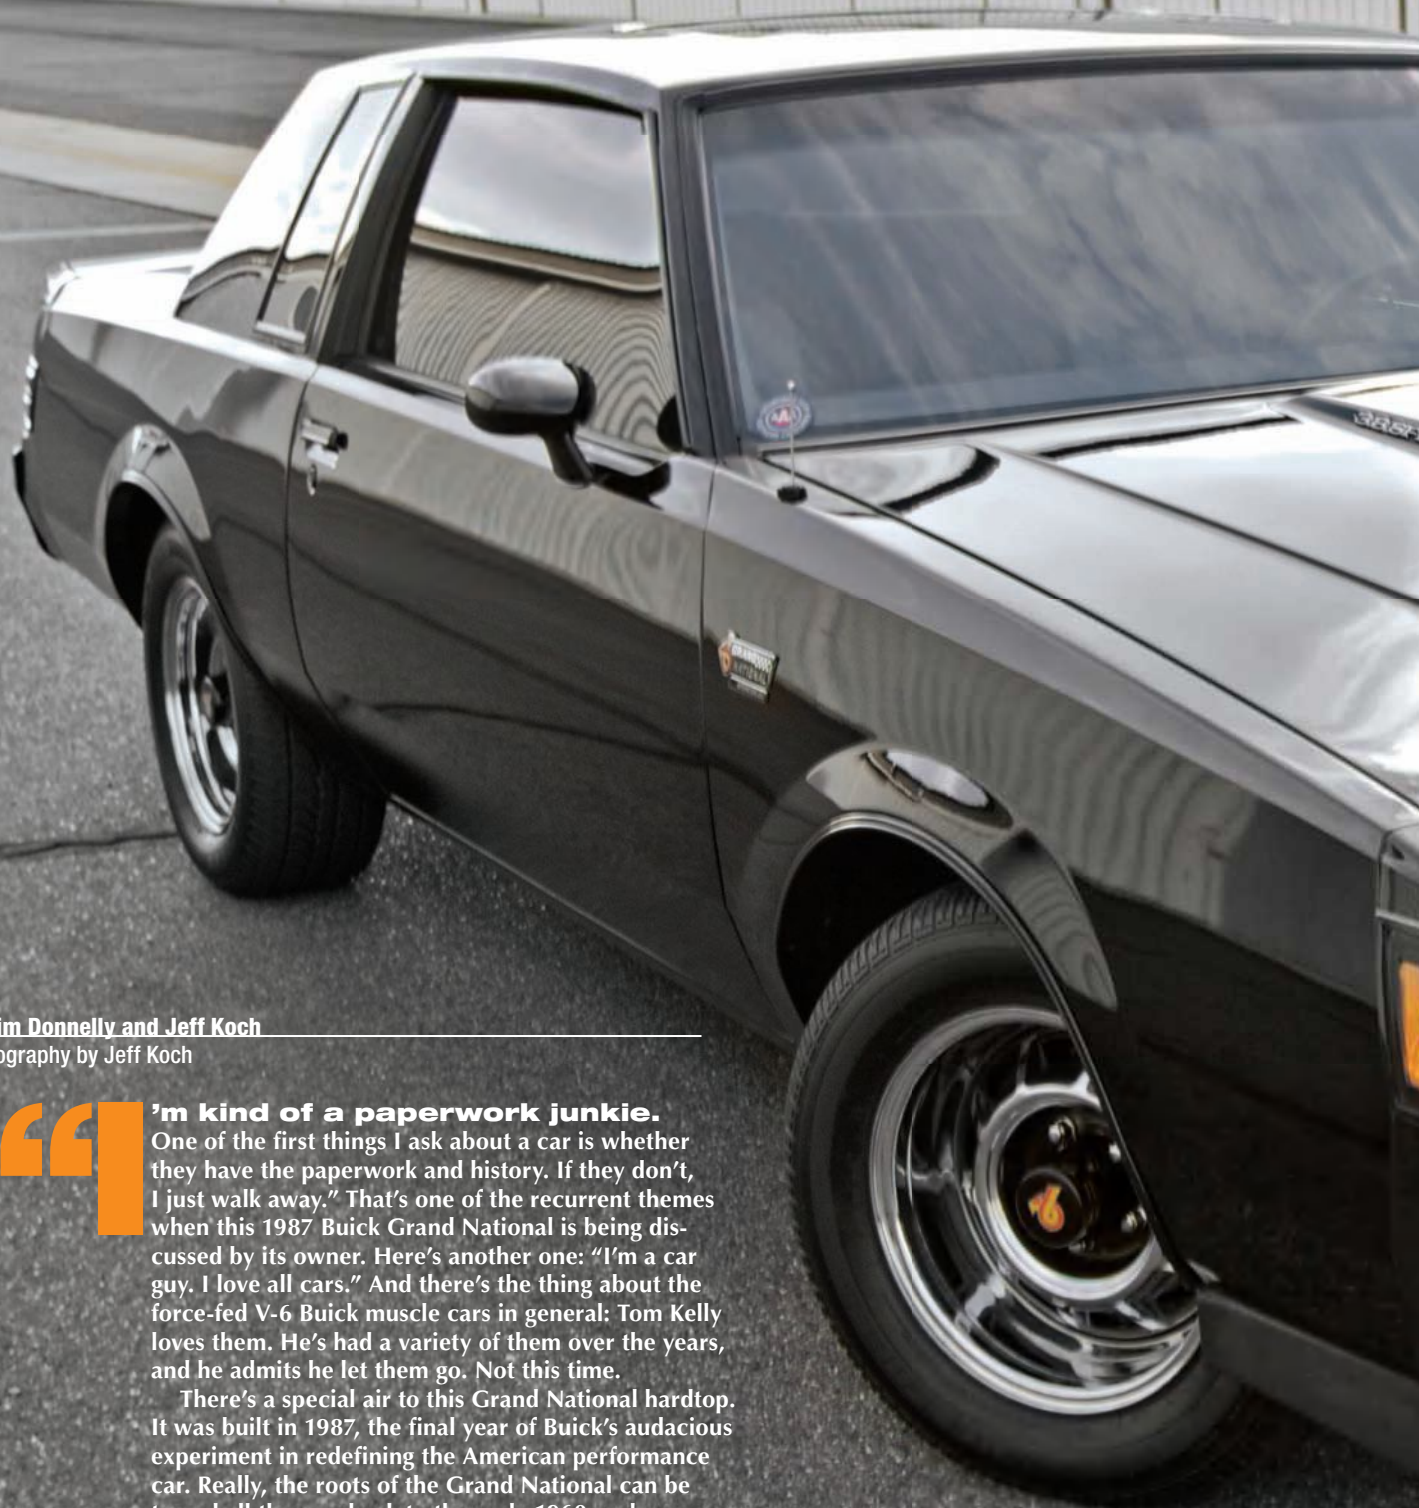 im Donnelly and Jeff Koch
ography by Jeff Koch
“I’m kind of a paperwork junkie.
One of the first things I ask about a car is whether
they have the paperwork and history. If they don’t,
I just walk away.” That’s one of the recurrent themes
when this 1987 Buick Grand National is being dis-
cussed by its owner. Here’s another one: “I’m a car
guy. I love all cars.” And there’s the thing about the
force-fed V-6 Buick muscle cars in general: Tom Kelly
loves them. He’s had a variety of them over the years,
and he admits he let them go. Not this time.
There’s a special air to this Grand National hardtop.
It was built in 1987, the final year of Buick’s audacious
experiment in redefining the American performance
car. Really, the roots of the Grand National can be
GRAND
NATIONAL
6